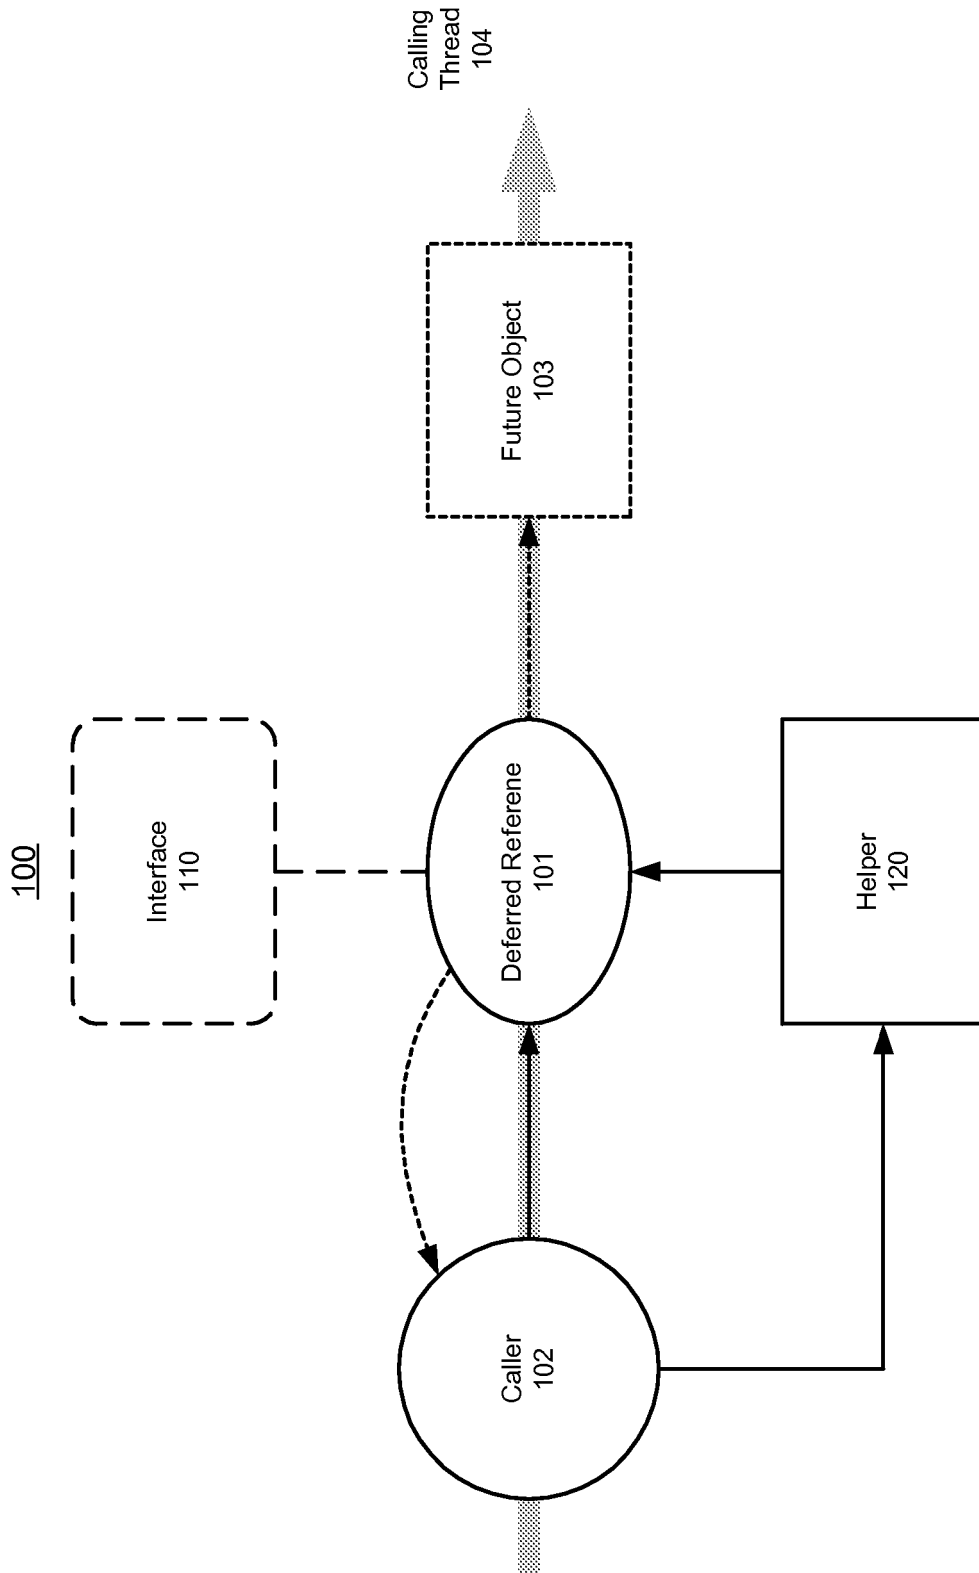 100
Interface
110
Calling
Thread
104
Caller
102
Deferred Referene
101
Future Object
103
Helper
120